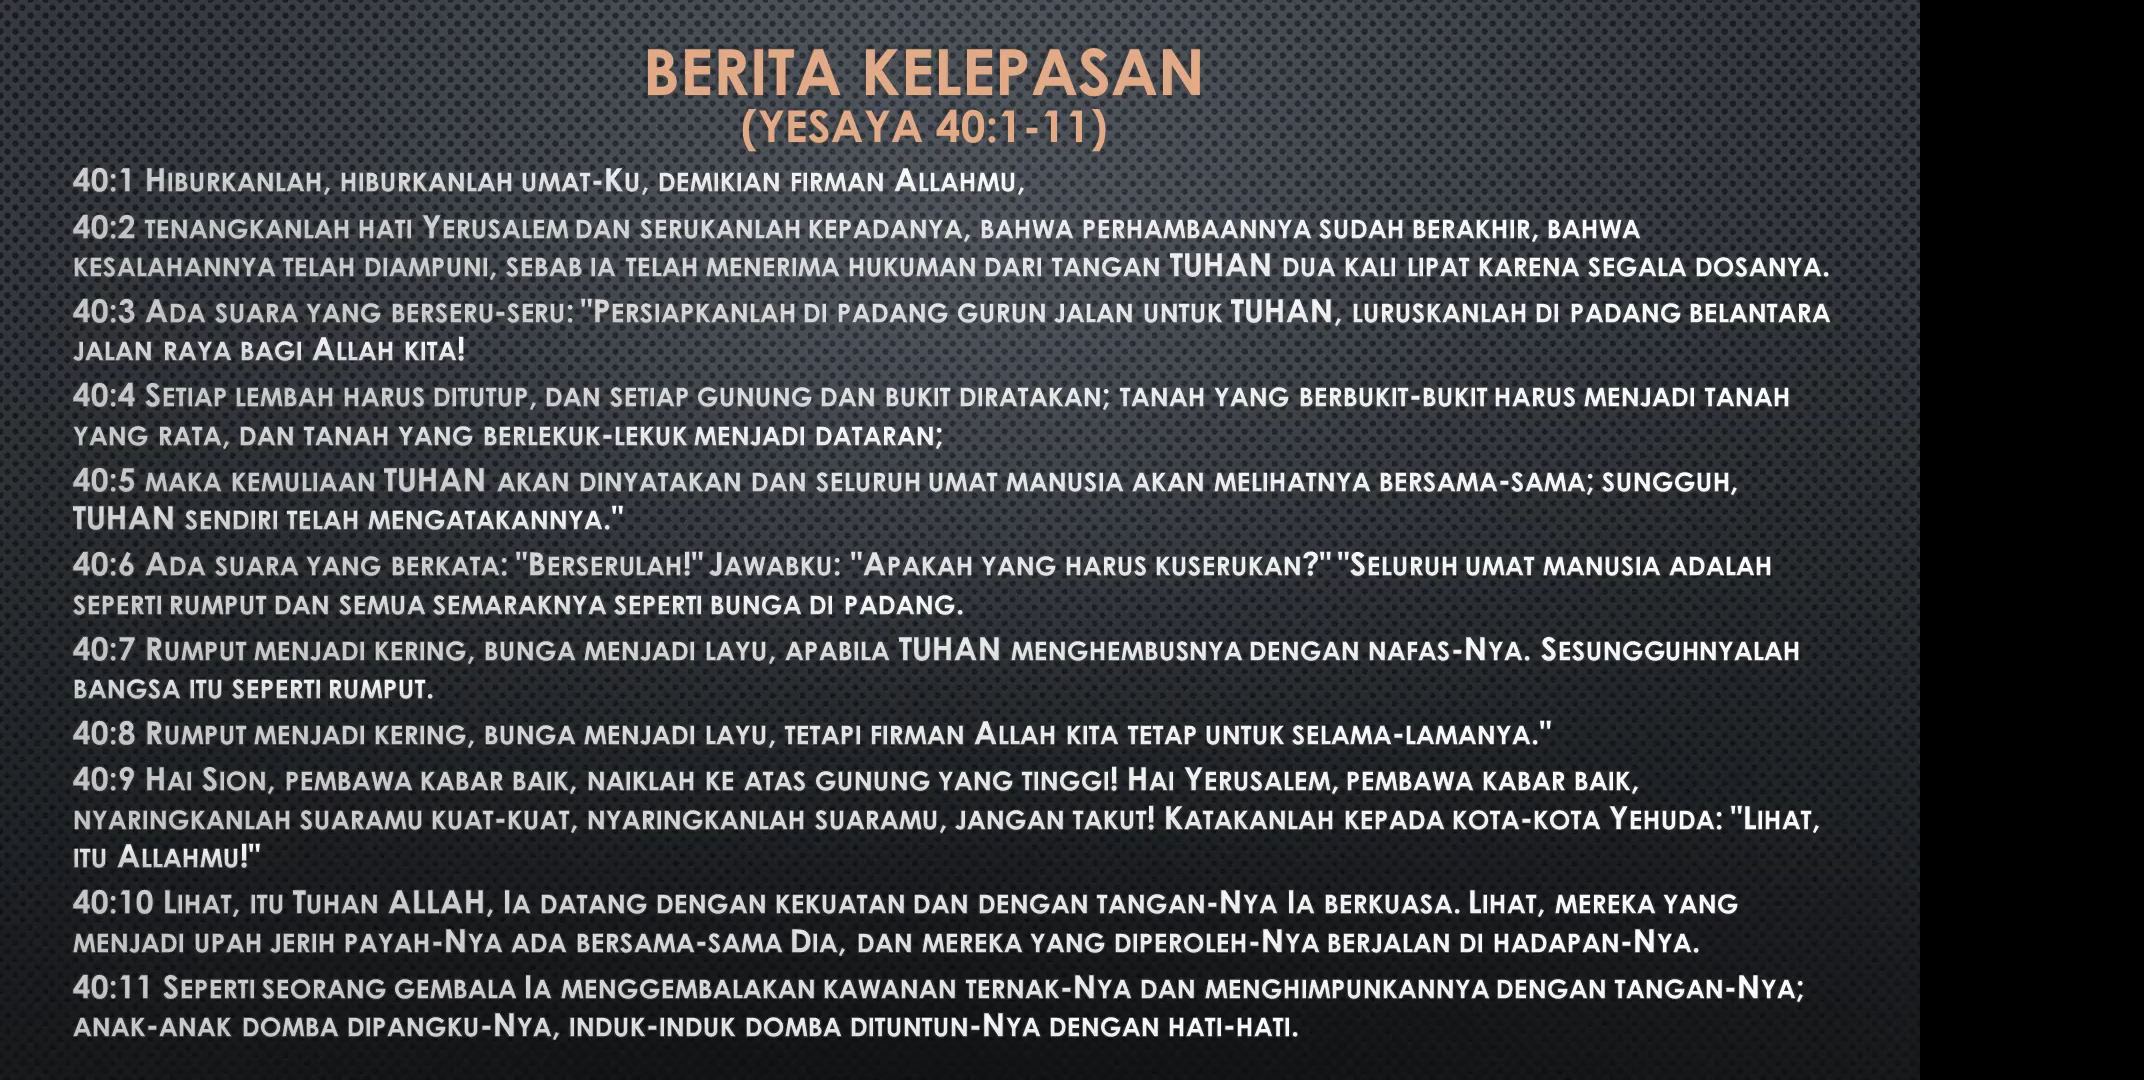 BERITA KELEPASAN
(YESAYA 40:1-11)
40:1 Hiburkanlah, hiburkanlah umat-Ku, demikian firman Allahmu,
40:2 tenangkanlah hati Yerusalem dan serukanlah kepadanya, bahwa perhambaannya sudah berakhir, bahwa
kesalahannya telah diampuni, sebab ia telah menerima hukuman dari tangan TUHAN dua kali lipat karena segala dosanya.
40:3 Ada suara yang berseru-seru: "Persiapkanlah di padang gurun jalan untuk TUHAN, luruskanlah di padang belantara
jalan raya bagi Allah kita!
40:4 Setiap lembah harus ditutup, dan setiap gunung dan bukit diratakan; tanah yang berbukit-bukit harus menjadi tanah
yang rata, dan tanah yang berlekuk-lekuk menjadi dataran;
40:5 maka kemuliaan TUHAN akan dinyatakan dan seluruh umat manusia akan melihatnya bersama-sama; sungguh,
TUHAN sendiri telah mengatakannya."
40:6 Ada suara yang berkata: "Berserulah!" Jawabku: "Apakah yang harus kuserukan?" "Seluruh umat manusia adalah
seperti rumput dan semua semaraknya seperti bunga di padang.
40:7 Rumput menjadi kering, bunga menjadi layu, apabila TUHAN menghembusnya dengan nafas-Nya. Sesungguhnyalah
bangsa itu seperti rumput.
40:8 Rumput menjadi kering, bunga menjadi layu, tetapi firman Allah kita tetap untuk selama-lamanya."
40:9 Hai Sion, pembawa kabar baik, naiklah ke atas gunung yang tinggi! Hai Yerusalem, pembawa kabar baik,
nyaringkanlah suaramu kuat-kuat, nyaringkanlah suaramu, jangan takut! Katakanlah kepada kota-kota Yehuda: "Lihat,
itu Allahmu!"
40:10 Lihat, itu Tuhan ALLAH, Ia datang dengan kekuatan dan dengan tangan-Nya Ia berkuasa. Lihat, mereka yang
menjadi upah jerih payah-Nya ada bersama-sama Dia, dan mereka yang diperoleh-Nya berjalan di hadapan-Nya.
40:11 Seperti seorang gembala Ia menggembalakan kawanan ternak-Nya dan menghimpunkannya dengan tangan-Nya;
anak-anak domba dipangku-Nya, induk-induk domba dituntun-Nya dengan hati-hati.